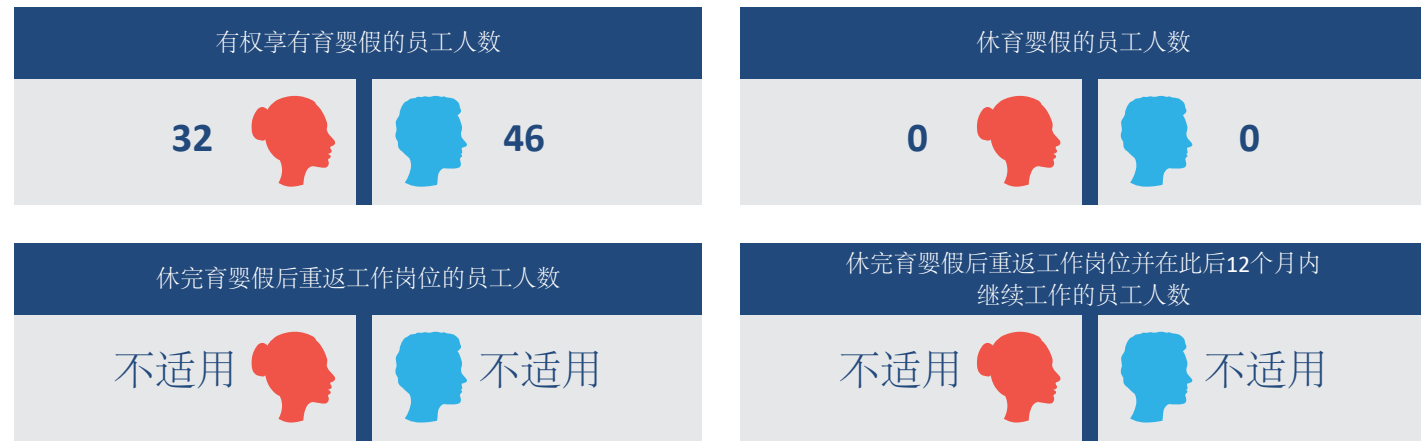 有权享有育婴假的员工人数
32
46
休育婴假的员工人数
0
0
休完育婴假后重返工作岗位的员工人数
不适用
不适用
休完育婴假后重返工作岗位并在此后12个月内
继续工作的员工人数
不适用
不适用